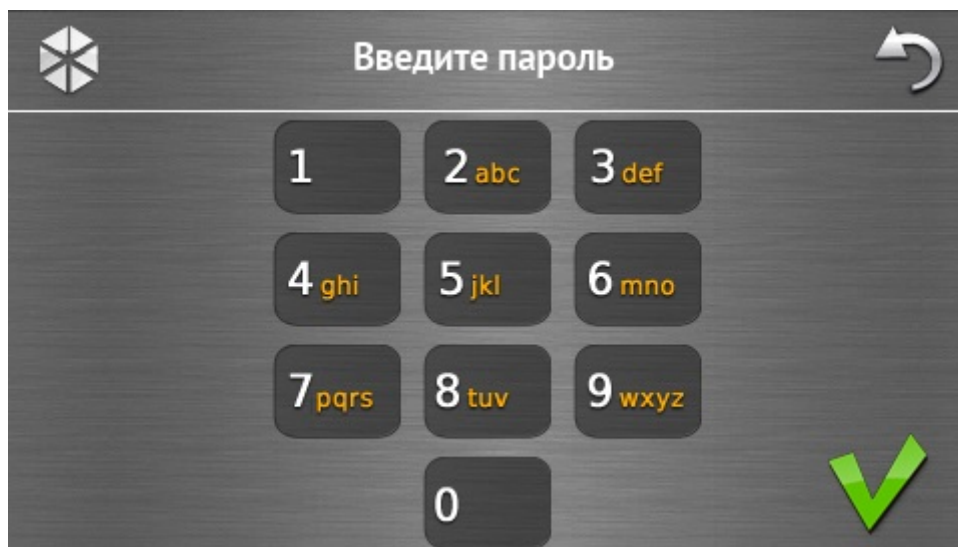 Введите пароль
1 2 abc 3 def
4 ghi 5 jkl 6 mno
7 pqrs 8 tuv 9 wxyz
0